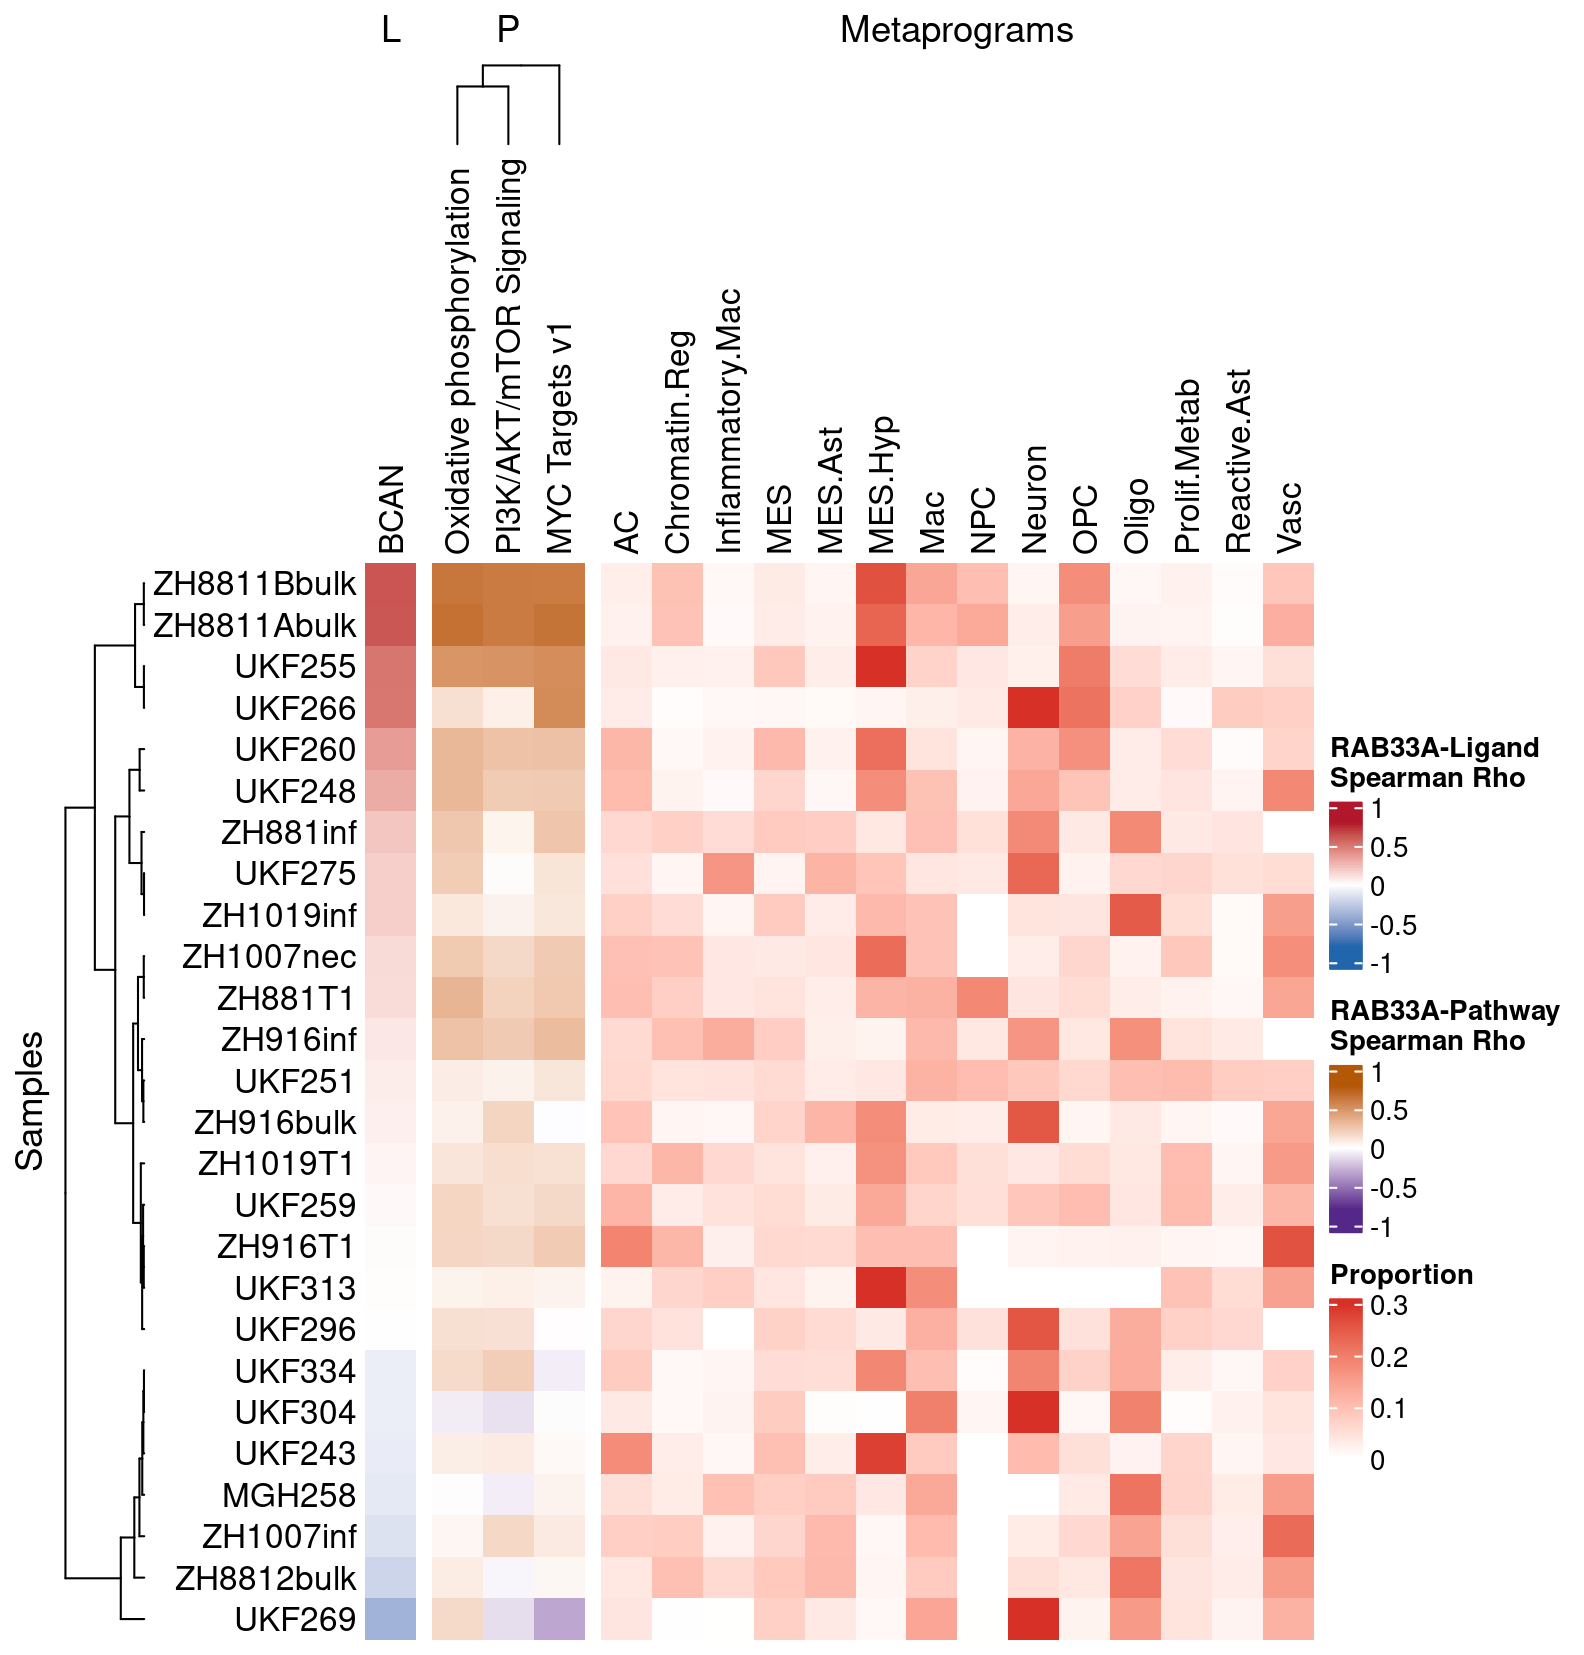 L P Metaprograms
BCAN
Oxidative phosphorylation
PI3K/AKT/mTOR Signaling
MYC Targets v1
AC
Chromatin.Reg
Inflammatory.Mac
MES
MES.Ast
MES.Hyp
Mac
NPC
Neuron
OPC
Oligo
Prolif.Metab
Reactive.Ast
Vasc
Samples
ZH8811Bbulk
ZH8811Abulk
UKF255
UKF266
UKF260
UKF248
ZH881inf
UKF275
ZH1019inf
ZH1007nec
ZH881T1
ZH916inf
UKF251
ZH916bulk
ZH1019T1
UKF259
ZH916T1
UKF313
UKF296
UKF334
UKF304
UKF243
MGH258
ZH1007inf
ZH8812bulk
UKF269
RAB33A-Ligand
Spearman Rho
1
0.5
0
-0.5
-1
RAB33A-Pathway
Spearman Rho
1
0.5
0
-0.5
-1
Proportion
0.3
0.2
0.1
0